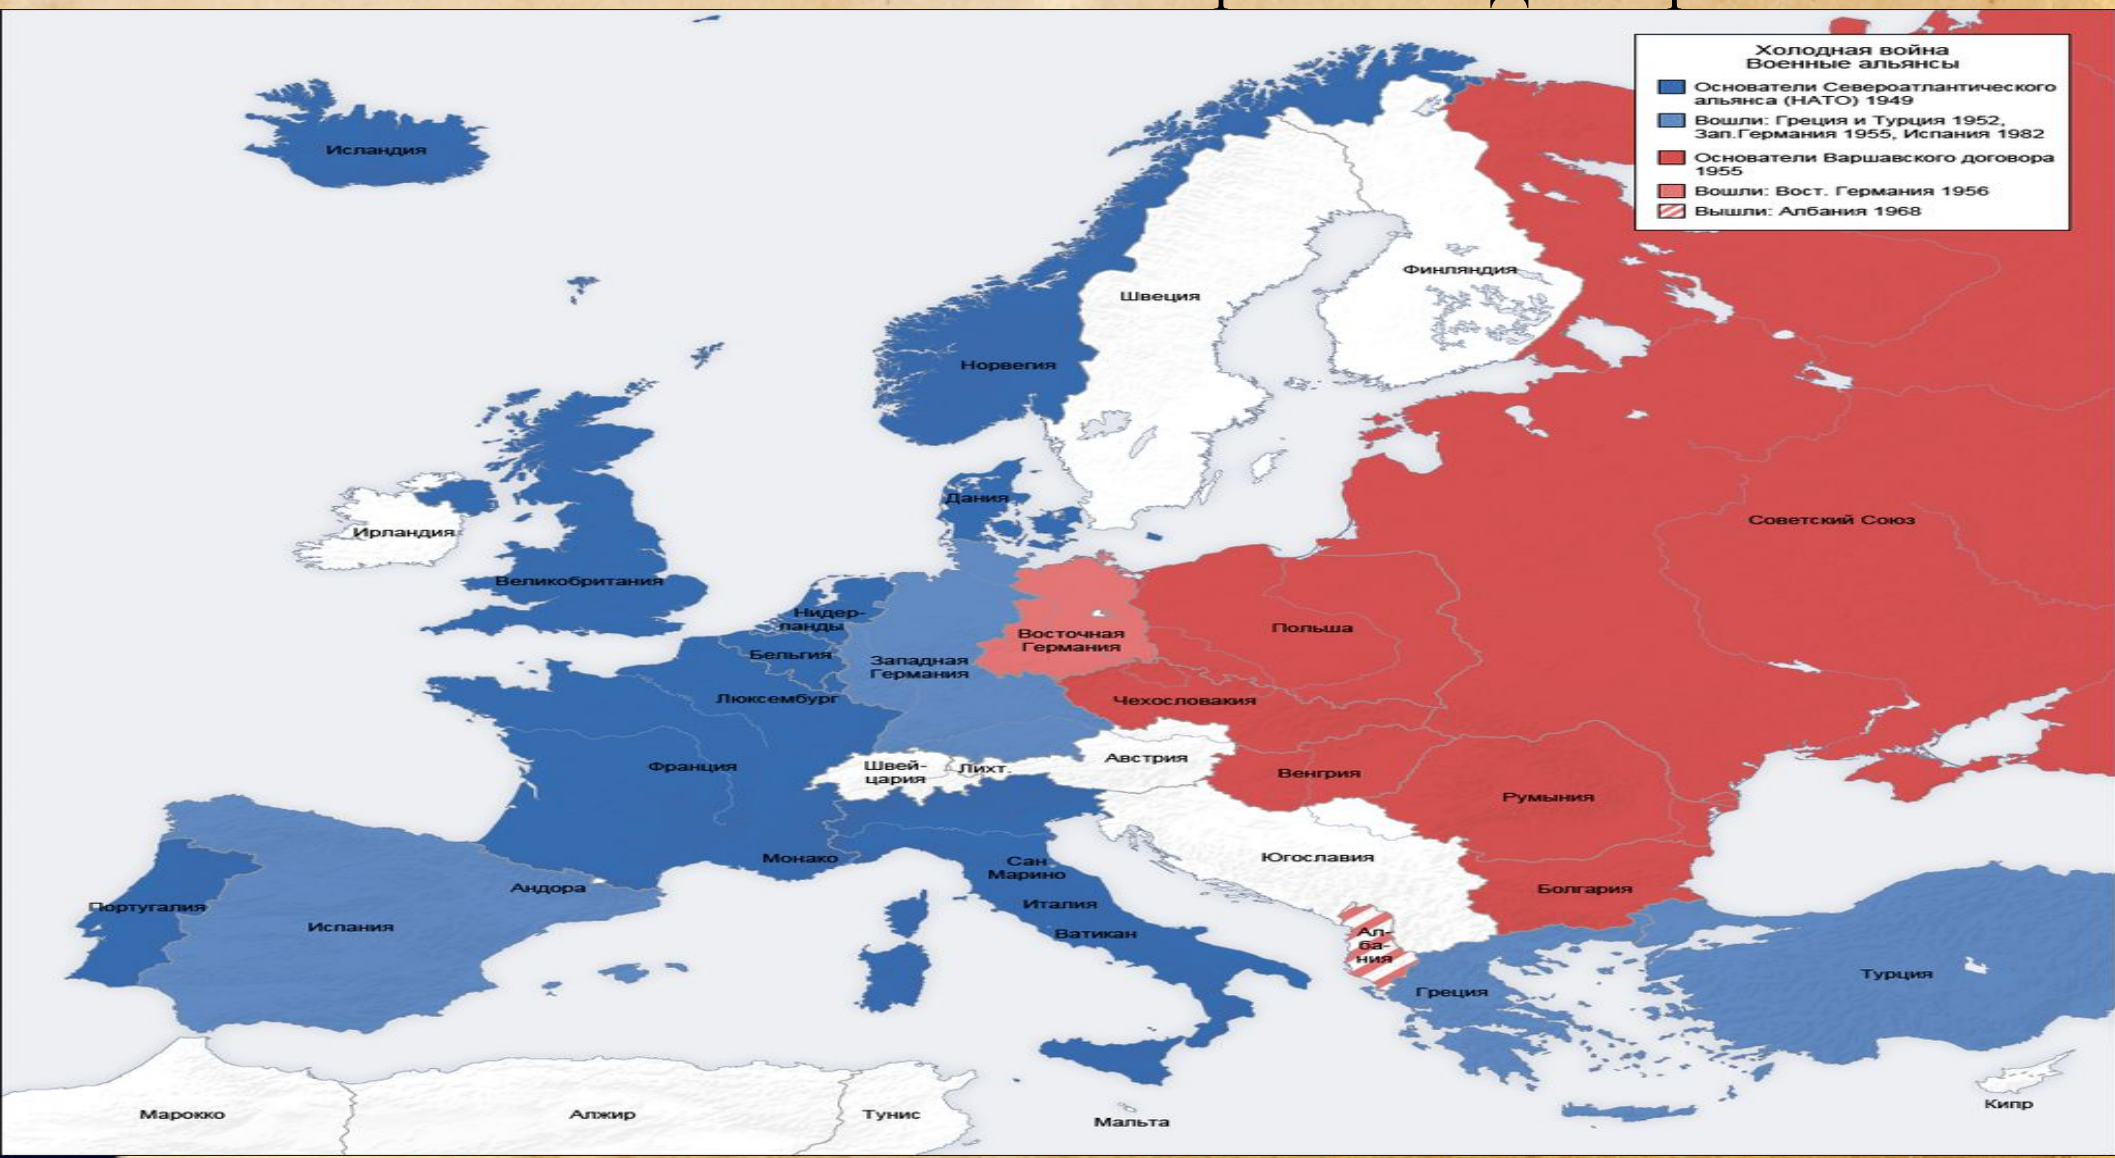 Холодная война
Военные альянсы
Основатели Североатлантического
альянса (НАТО) 1949
Вошли: Греция и Турция 1952,
Зап.Германия 1955, Испания 1982
Основатели Варшавского договора
1955
Вошли: Вост. Германия 1956
Вышли: Албания 1968
Исландия
Финляндия
Швеция
Норвегия
Дания
Советский Союз
Ирландия
Великобритания
Нидер-
ланды
Польша
Восточная
Германия
Бельгия
Западная
Германия
Люксембург
Чехословакия
Австрия
Франция
Швей-
цария
Лихт.
Венгрия
Румыния
Монако
Сан
Марино
Югославия
Андора
Болгария
Португалия
Италия
Испания
Ватикан
Ал-
ба-
ния
Турция
Греция
Кипр
Марокко
Алжир
Тунис
Мальта